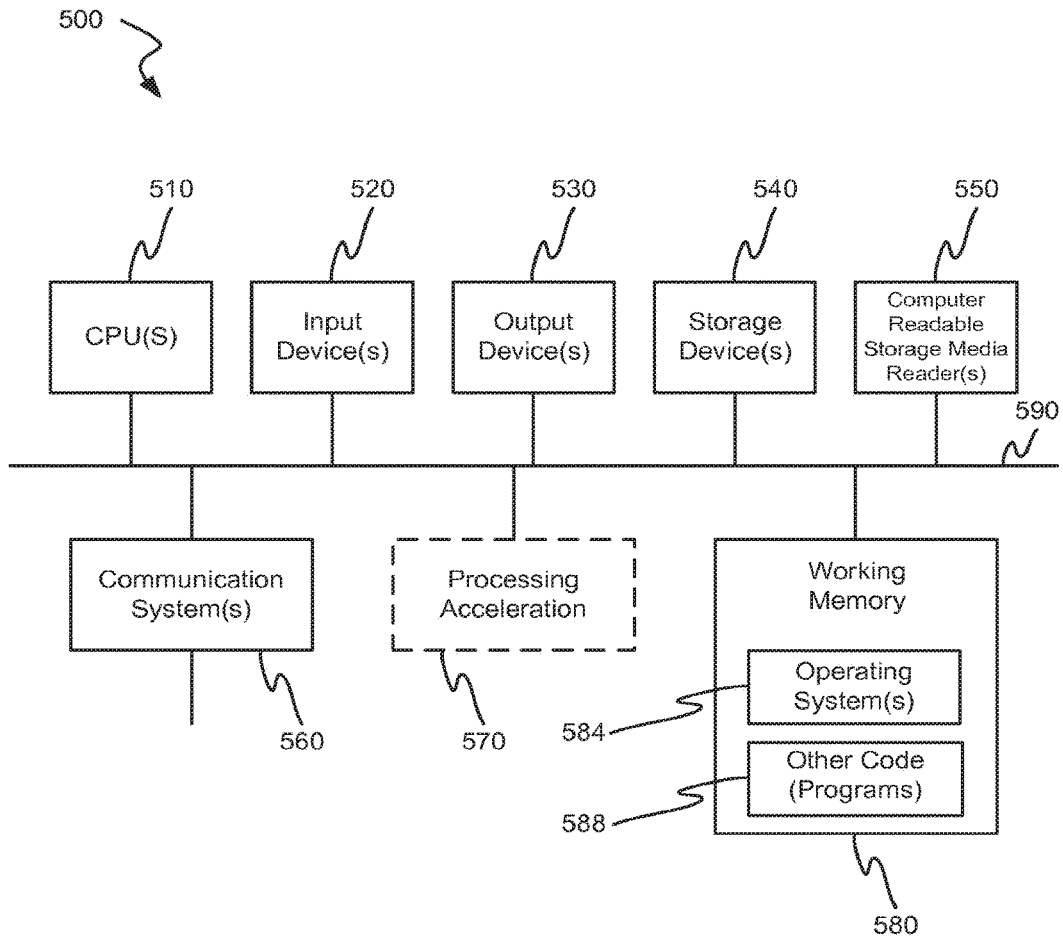 500
510
520
530
540
550
CPU(S)
Input
Device(s)
Output
Device(s)
Storage
Device(s)
Computer
Readable
Storage Media
Reader(s)
590
Communication
System(s)
Processing
Acceleration
Working
Memory
Operating
System(s)
Other Code
(Programs)
560
570
584
588
580